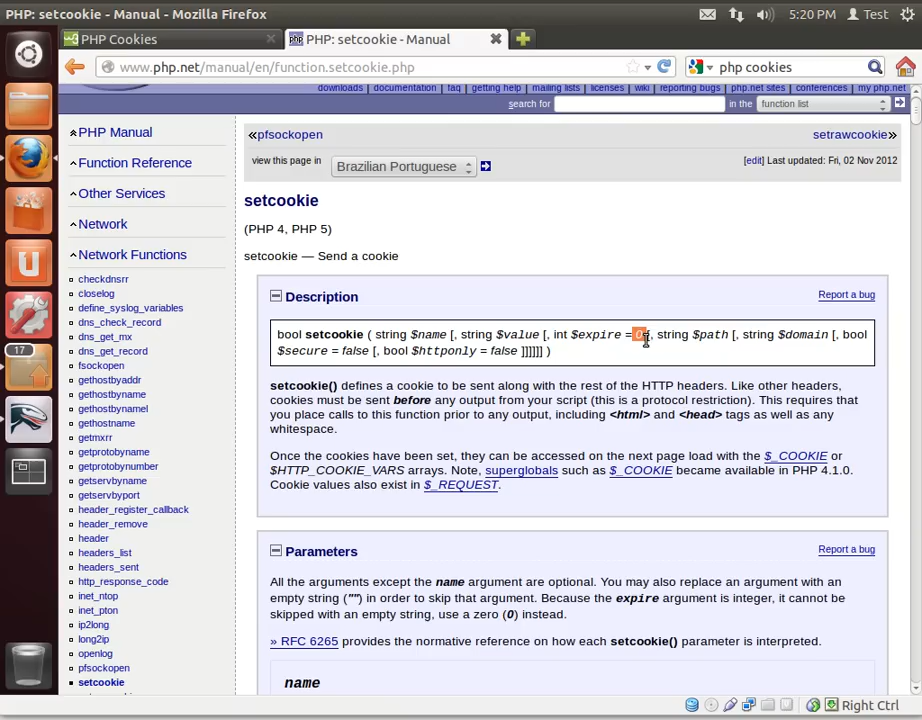 PHP: setcookie - Manual - Mozilla Firefox
5:20 PM
Test
PHP Cookies
PHP: setcookie - Manual
www.php.net/manual/en/function.setcookie.php
php cookies
downloads | documentation | faq | getting help | mailing lists | licenses | wiki | reporting bugs | php.net sites | conferences | my php.net
search for
in the
function list
PHP Manual
Function Reference
Other Services
Network
Network Functions
checkdnsrr
closelog
define_syslog_variables
dns_check_record
dns_get_mx
dns_get_record
fsockopen
gethostbyaddr
gethostbyname
gethostbynamel
gethostname
getmxrr
getprotobyname
getprotobynumber
getservbyname
getservbyport
header_register_callback
header_remove
header
headers_list
headers_sent
http_response_code
inet_ntop
inet_pton
ip2long
long2ip
openlog
pfsockopen
setcookie
17
«pfsockopen
setrawcookie»
view this page in
Brazilian Portuguese
[edit] Last updated: Fri, 02 Nov 2012
setcookie
(PHP 4, PHP 5)
setcookie — Send a cookie
Description
Report a bug
bool setcookie ( string $name [, string $value [, int $expire = 0 [, string $path [, string $domain [, bool
$secure = false [, bool $httponly = false ]]]]]] )
setcookie() defines a cookie to be sent along with the rest of the HTTP headers. Like other headers,
cookies must be sent before any output from your script (this is a protocol restriction). This requires that
you place calls to this function prior to any output, including <html> and <head> tags as well as any
whitespace.
Once the cookies have been set, they can be accessed on the next page load with the $_COOKIE or
$HTTP_COOKIE_VARS arrays. Note, superglobals such as $_COOKIE became available in PHP 4.1.0.
Cookie values also exist in $_REQUEST.
Parameters
Report a bug
All the arguments except the name argument are optional. You may also replace an argument with an
empty string ("") in order to skip that argument. Because the expire argument is integer, it cannot be
skipped with an empty string, use a zero (0) instead.
» RFC 6265 provides the normative reference on how each setcookie() parameter is interpreted.
name
Right Ctrl